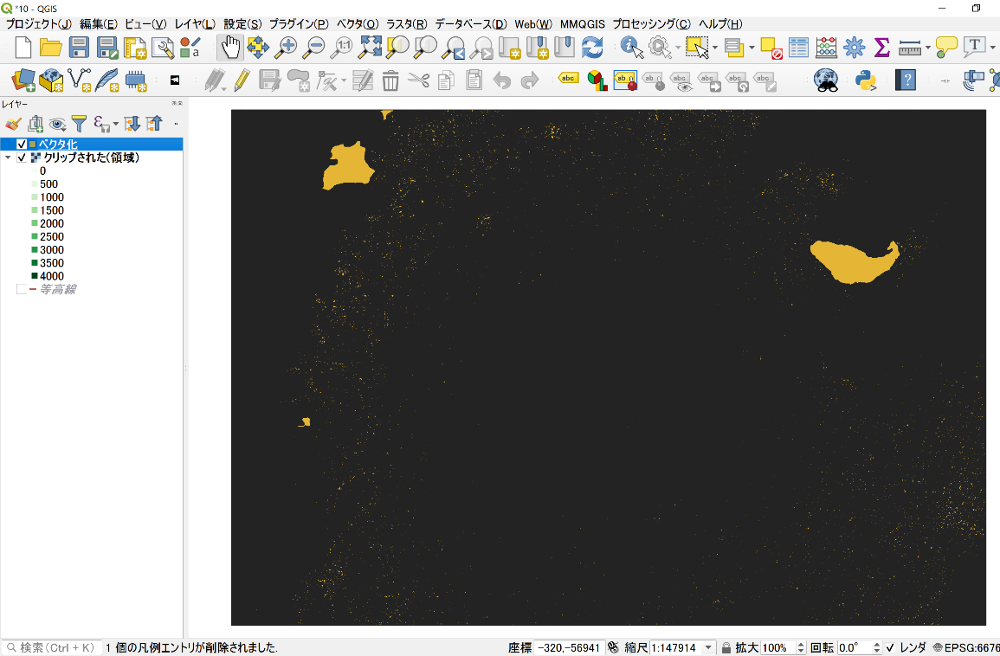 *10 - QGIS
プロジェクト(J) 編集(E) ビュー(V) レイヤ(L) 設定(S) プラグイン(P) ベクタ(O) ラスタ(R) データベース(D) Web(W) MMQGIS プロセッシング(C) ヘルプ(H)
1:1
a
T
abc
ab
ab
ab
abc
abc
abc
abc
レイヤー
ベクタ化
クリップされた(領域)
0
500
1000
1500
2000
2500
3000
3500
4000
等高線
検索(Ctrl + K) 1 個の凡例エントリが削除されました. 座標 -320,-56941 縮尺 1:147914 拡大 100% 回転 0.0° レンダ EPSG:6676